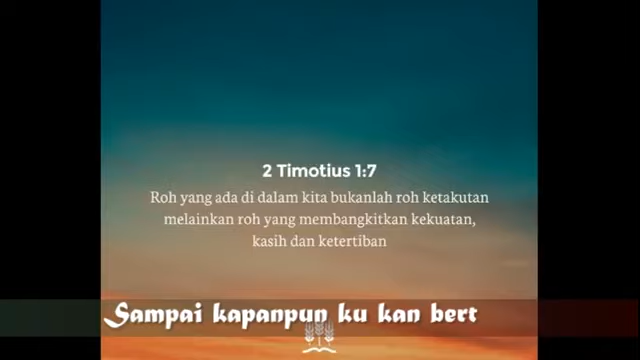 2 Timotius 1:7
Roh yang ada di dalam kita bukanlah roh ketakutan
melainkan roh yang membangkitkan kekuatan,
kasih dan ketertiban
Sampai kapanpun ku kan bert